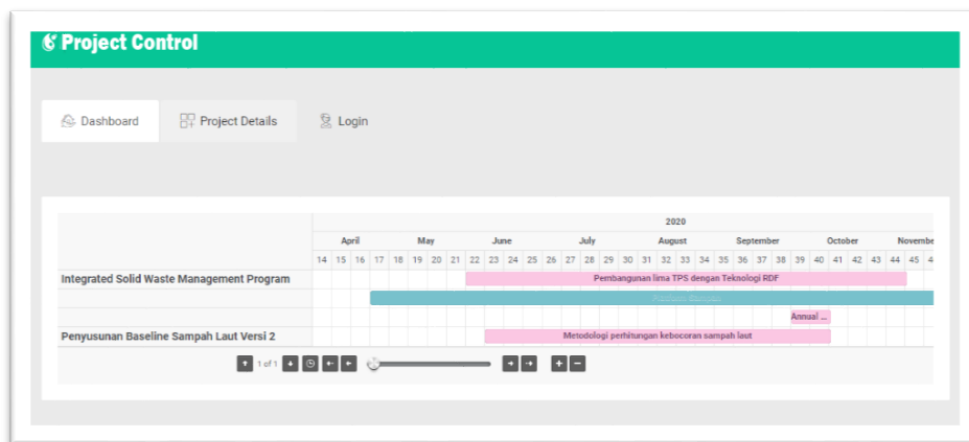 Project Control
Dashboard Project Details Login
2020
April May June July August September October Novembe
14 15 16 17 18 19 20 21 22 23 24 25 26 27 28 29 30 31 32 33 34 35 36 37 38 39 40 41 42 43 44 45 4
Integrated Solid Waste Management Program Pembangunan lima TPS dengan Teknologi RDF
Annual ...
Penyusunan Baseline Sampah Laut Versi 2 Metodologi perhitungan kebocoran sampah laut
1 of 1